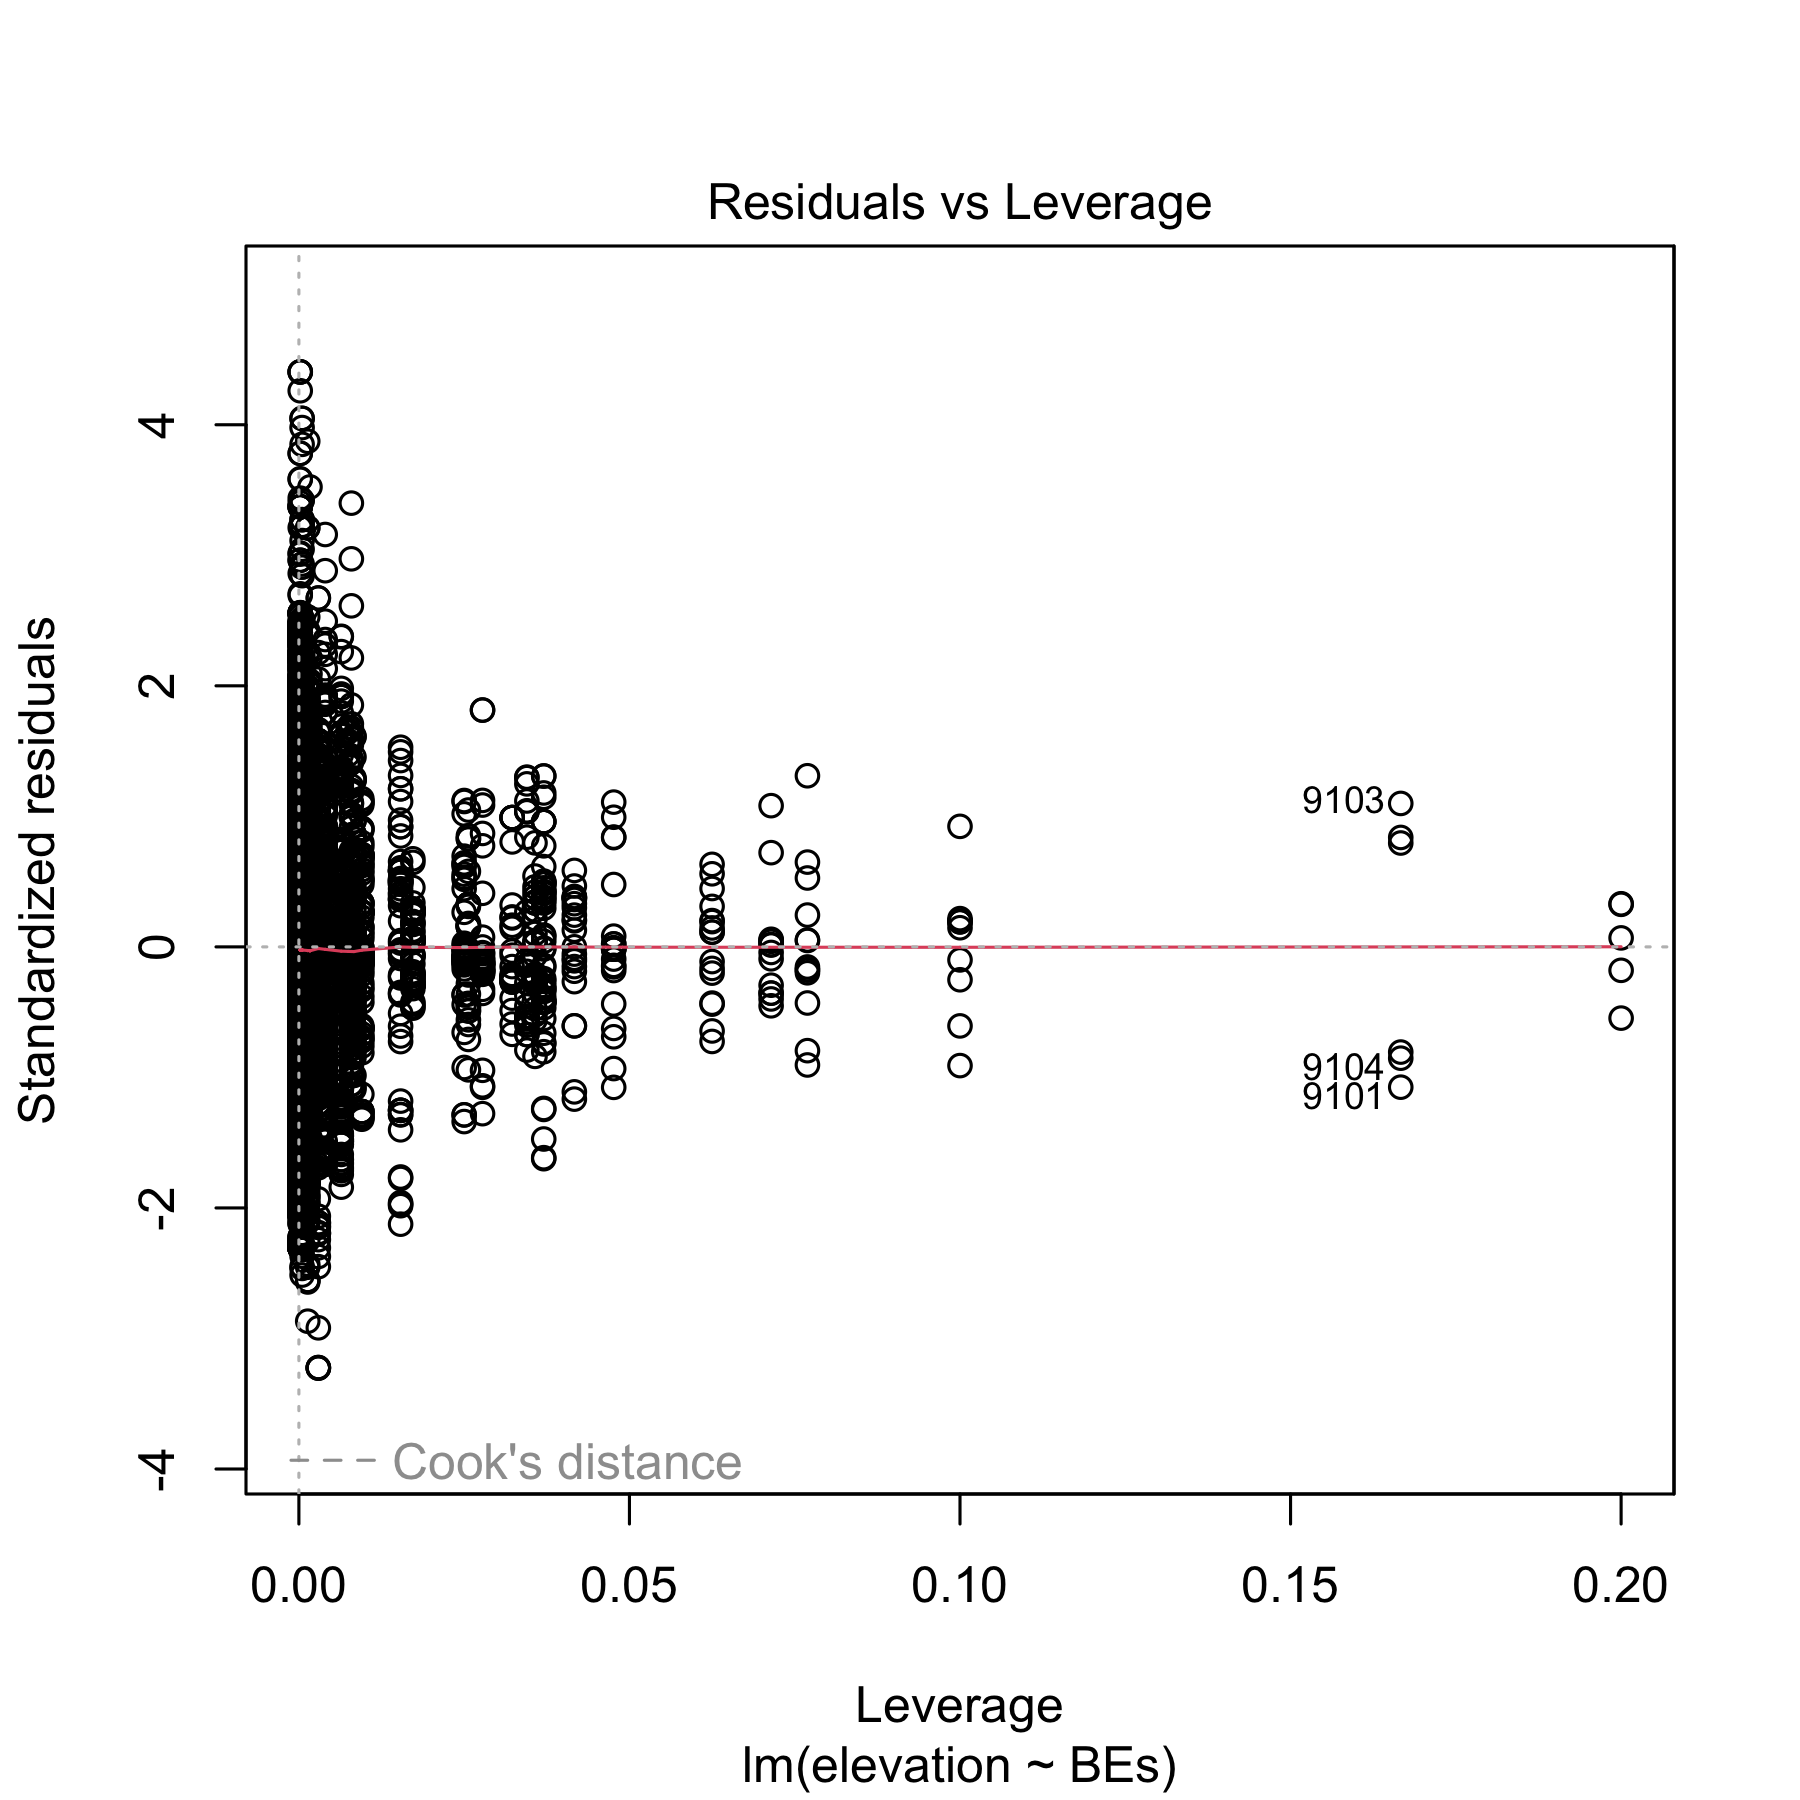 Residuals vs Leverage
Standardized residuals
4
2
0
-2
-4
9103
9104
9101
Cook's distance
0.00 0.05 0.10 0.15 0.20
Leverage
lm(elevation ~ BEs)